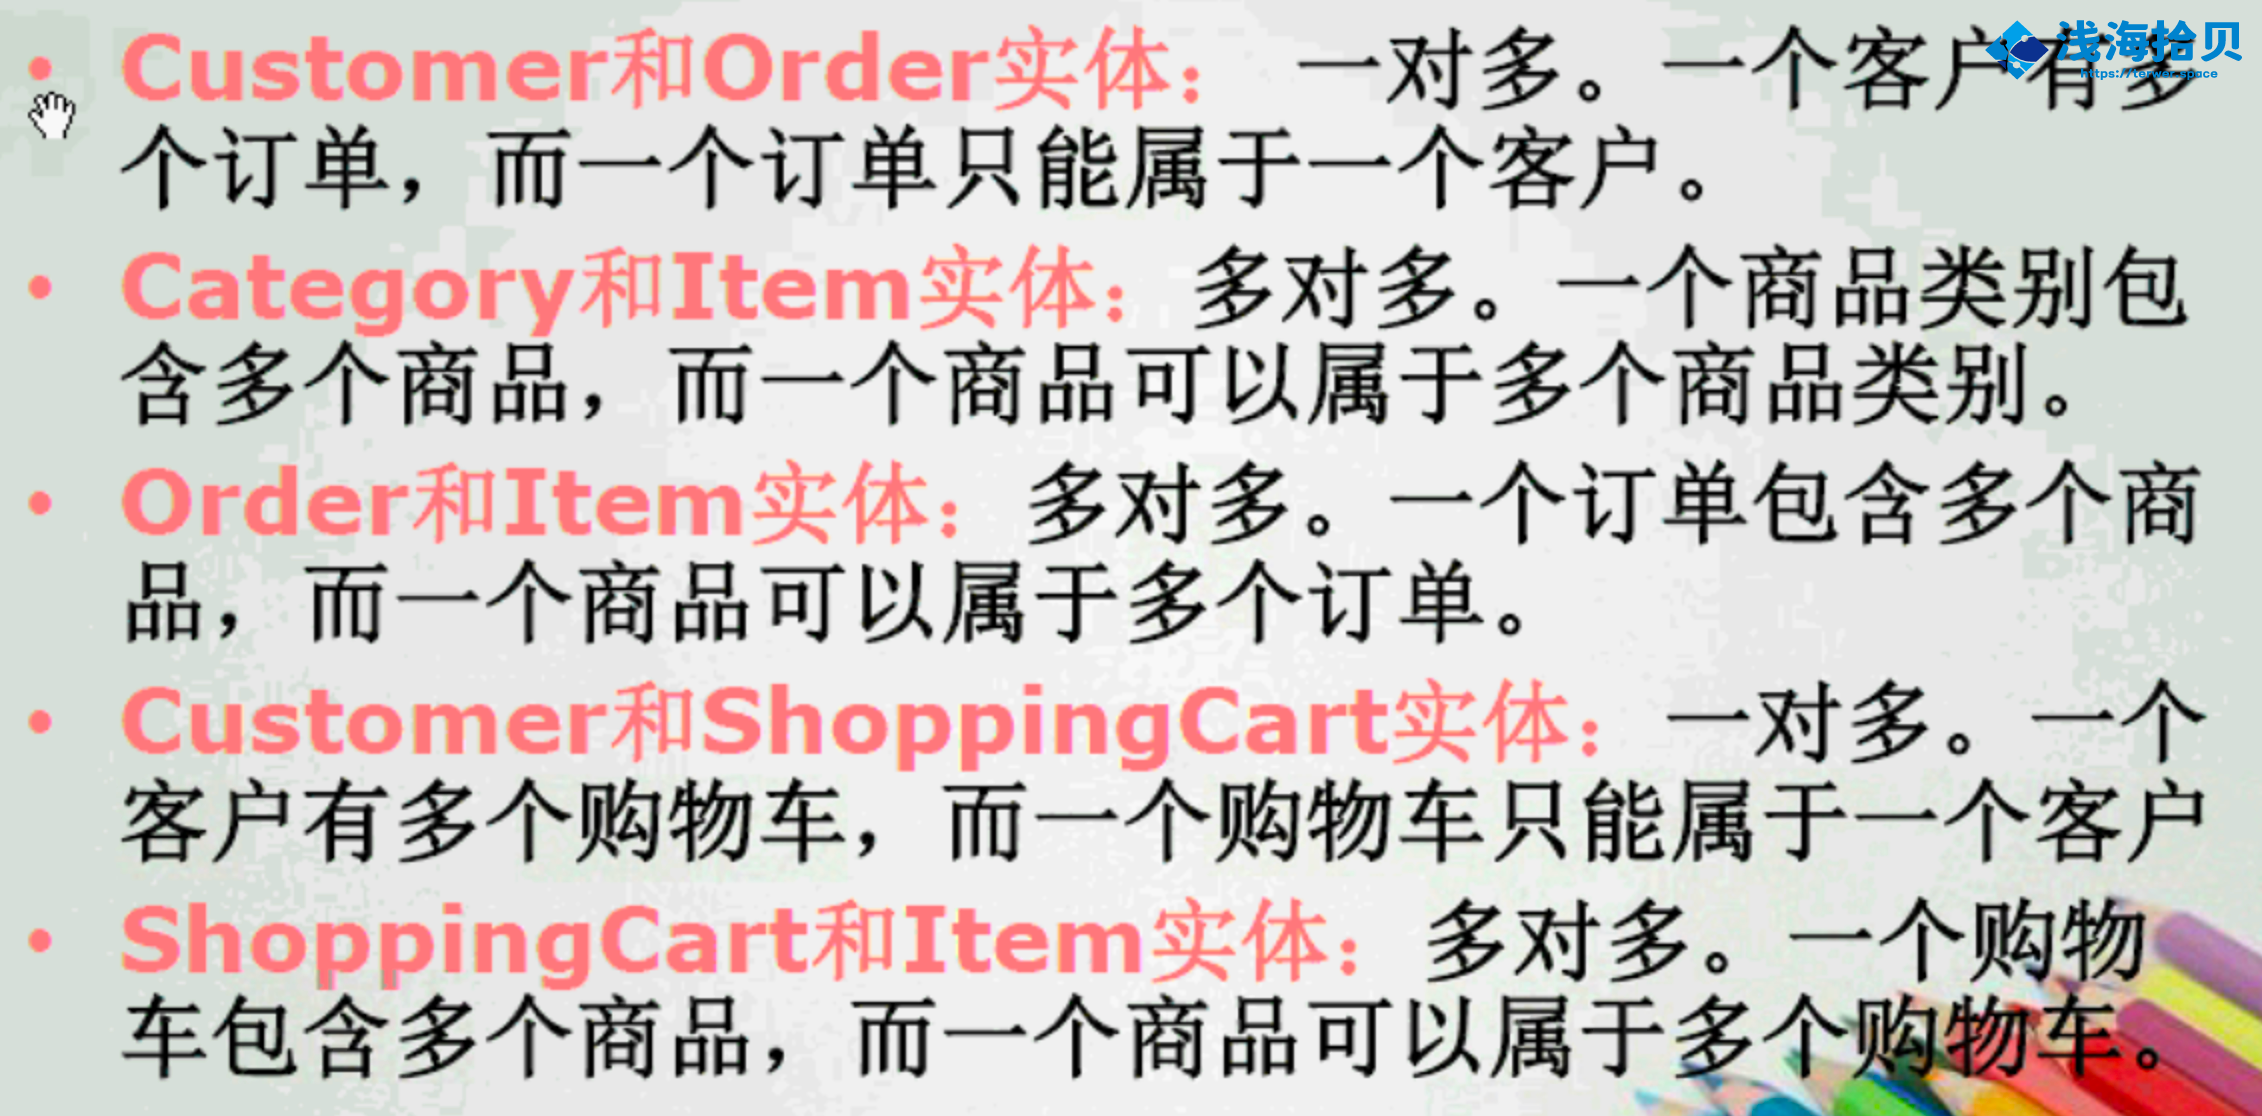 浅海拾贝
https://terwer.space
• Customer和Order实体： 一对多。一个客户有多
个订单，而一个订单只能属于一个客户。
• Category和Item实体：多对多。一个商品类别包
含多个商品，而一个商品可以属于多个商品类别。
• Order和Item实体：多对多。一个订单包含多个商
品，而一个商品可以属于多个订单。
• Customer和ShoppingCart实体：一对多。一个
客户有多个购物车，而一个购物车只能属于一个客户
• ShoppingCart和Item实体：多对多。一个购物
车包含多个商品，而一个商品可以属于多个购物车。